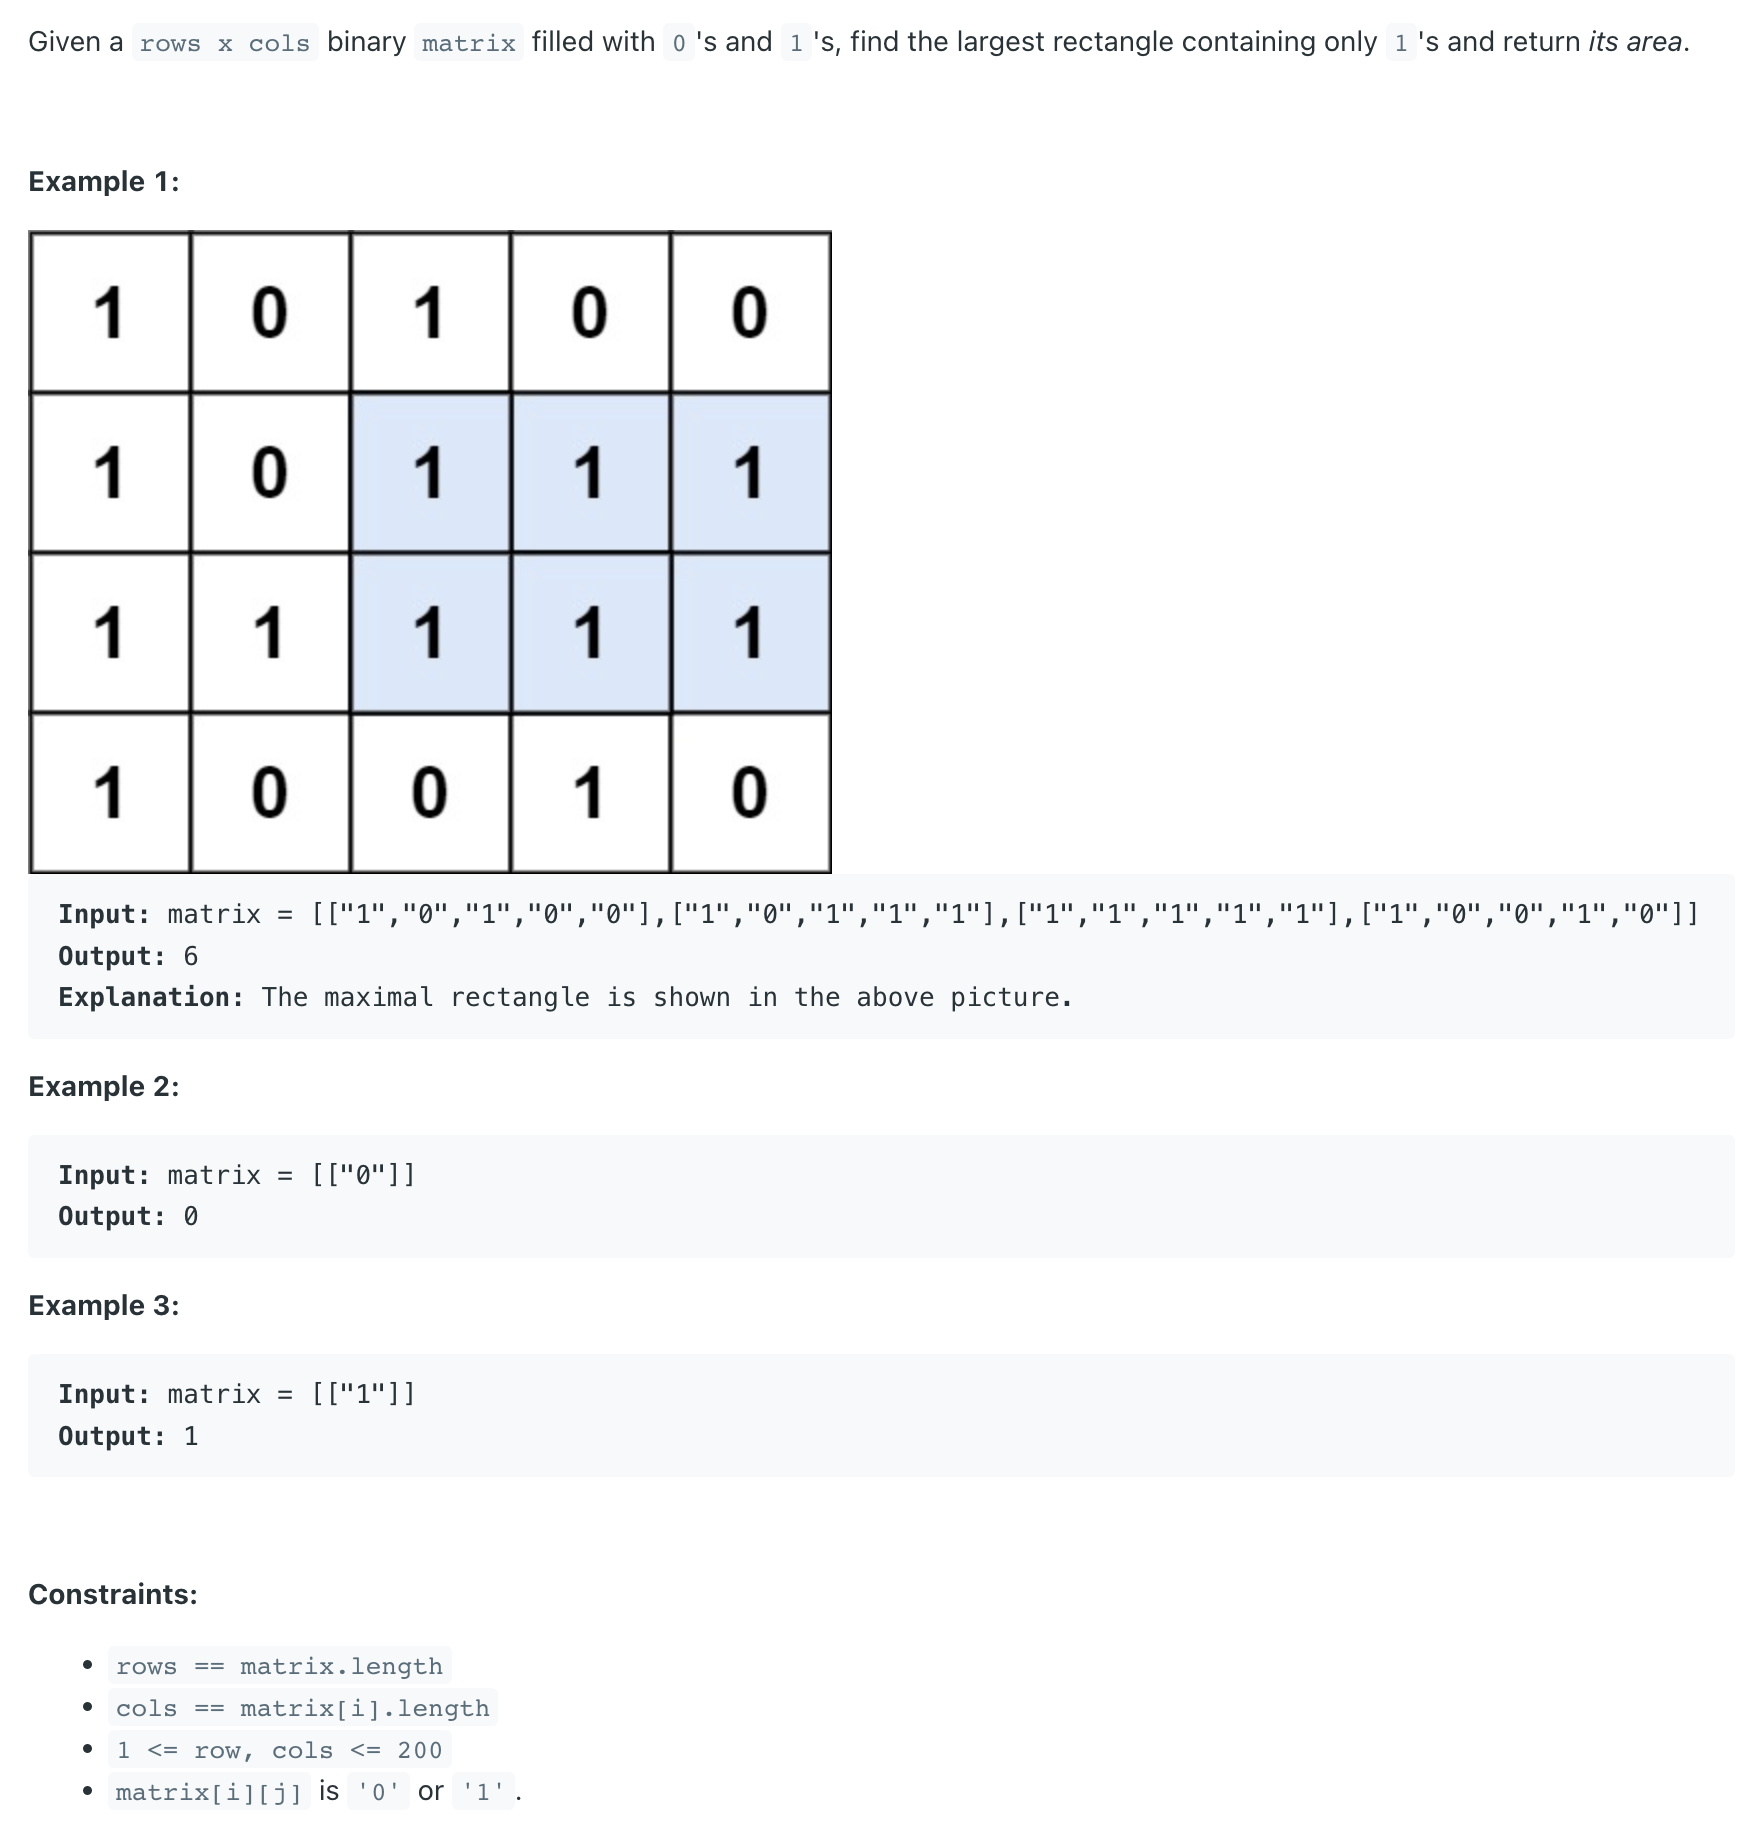 Given a rows x cols binary matrix filled with 0 's and 1 's, find the largest rectangle containing only 1 's and return its area.
Example 1:
1 0 1 0 0
1 0 1 1 1
1 1 1 1 1
1 0 0 1 0
Input: matrix = [["1","0","1","0","0"],["1","0","1","1","1"],["1","1","1","1","1"],["1","0","0","1","0"]]
Output: 6
Explanation: The maximal rectangle is shown in the above picture.
Example 2:
Input: matrix = [["0"]]
Output: 0
Example 3:
Input: matrix = [["1"]]
Output: 1
Constraints:
• rows == matrix.length
• cols == matrix[i].length
• 1 <= row, cols <= 200
• matrix[i][j] is '0' or '1'.